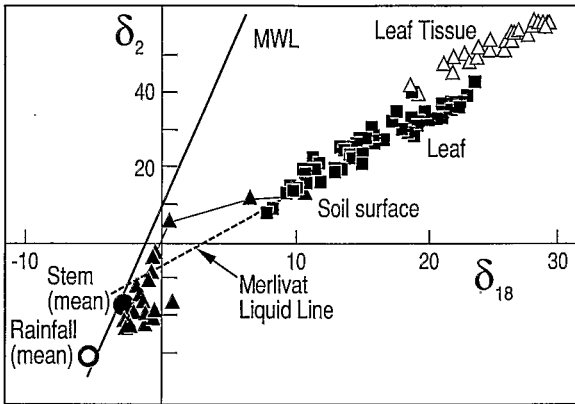 δ2
MWL
Leaf Tissue
40
Leaf
20
Soil surface
-10
10
20
30
Stem
(mean)
Merlivat
Liquid Line
δ18
Rainfall
(mean)